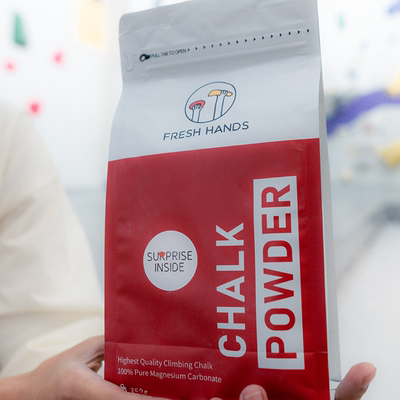 PULL TAB TO OPEN
FRESH HANDS
SURPRISE
INSIDE
CHALK
POWDER
Highest Quality Climbing Chalk
100% Pure Magnesium Carbonate